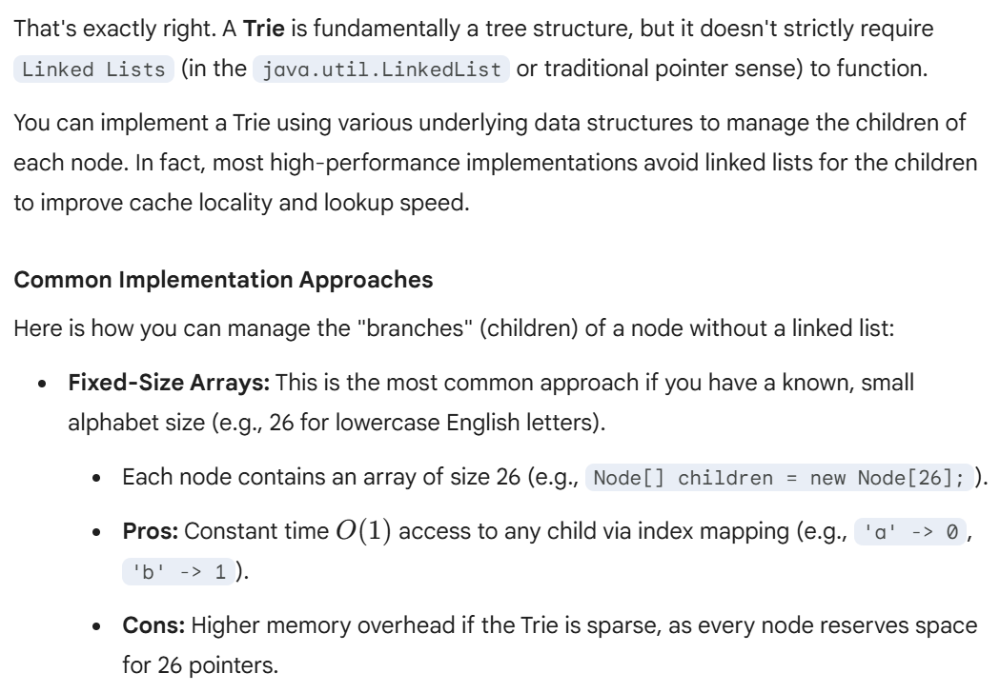 That's exactly right. A Trie is fundamentally a tree structure, but it doesn't strictly require
Linked Lists (in the java.util.LinkedList or traditional pointer sense) to function.
You can implement a Trie using various underlying data structures to manage the children of
each node. In fact, most high-performance implementations avoid linked lists for the children
to improve cache locality and lookup speed.
Common Implementation Approaches
Here is how you can manage the "branches" (children) of a node without a linked list:
• Fixed-Size Arrays: This is the most common approach if you have a known, small
alphabet size (e.g., 26 for lowercase English letters).
• Each node contains an array of size 26 (e.g., Node[] children = new Node[26]; ).
• Pros: Constant time O(1) access to any child via index mapping (e.g., 'a' -> 0 ,
'b' -> 1 ).
• Cons: Higher memory overhead if the Trie is sparse, as every node reserves space
for 26 pointers.